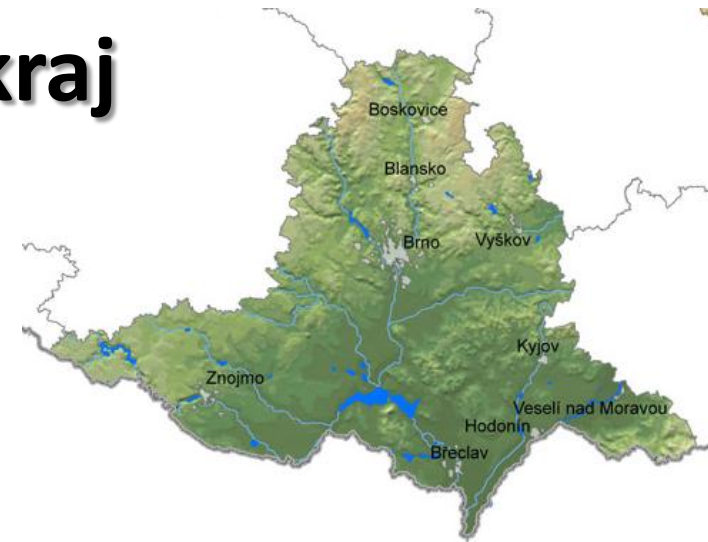 kraj
Boskovice
Blansko
Brno
Vyškov
Kyjov
Znojmo
Veselí nad Moravou
Hodonín
Břeclav